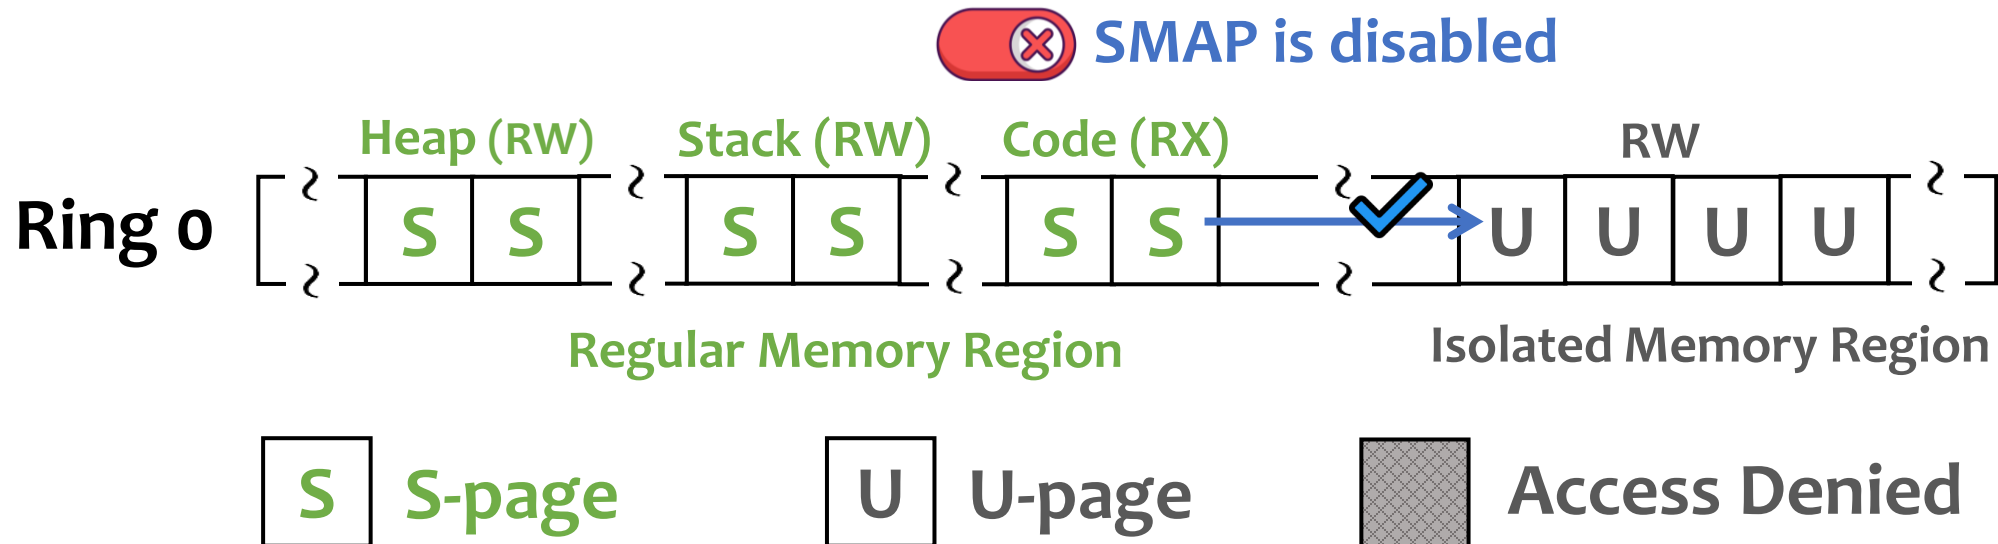 SMAP is disabled
Heap (RW) Stack (RW) Code (RX) RW
Ring 0 S S S S S S U U U U
Regular Memory Region Isolated Memory Region
S S-page U U-page Access Denied